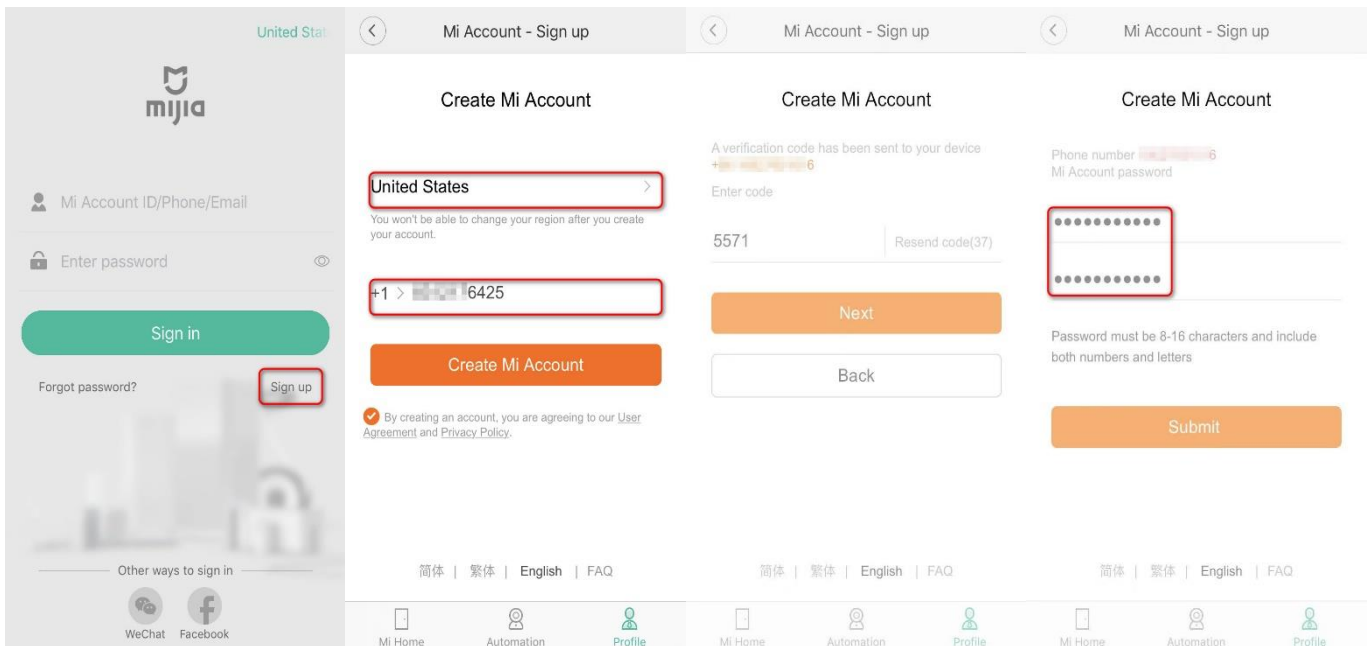 United Stat
mijia
Mi Account ID/Phone/Email
Enter password
Sign in
Forgot password?
Sign up
Other ways to sign in
WeChat Facebook
Mi Account - Sign up
Create Mi Account
United States
You won't be able to change your region after you create
your account.
+1 > 6425
Create Mi Account
By creating an account, you are agreeing to our User
Agreement and Privacy Policy.
简体 | 繁体 | English | FAQ
Mi Home Automation Profile
Mi Account - Sign up
Create Mi Account
A verification code has been sent to your device
+ 6
Enter code
5571 Resend code(37)
Next
Back
简体 | 繁体 | English | FAQ
Mi Home Automation Profile
Mi Account - Sign up
Create Mi Account
Phone number 6
Mi Account password
Password must be 8-16 characters and include
both numbers and letters
Submit
简体 | 繁体 | English | FAQ
Mi Home Automation Profile